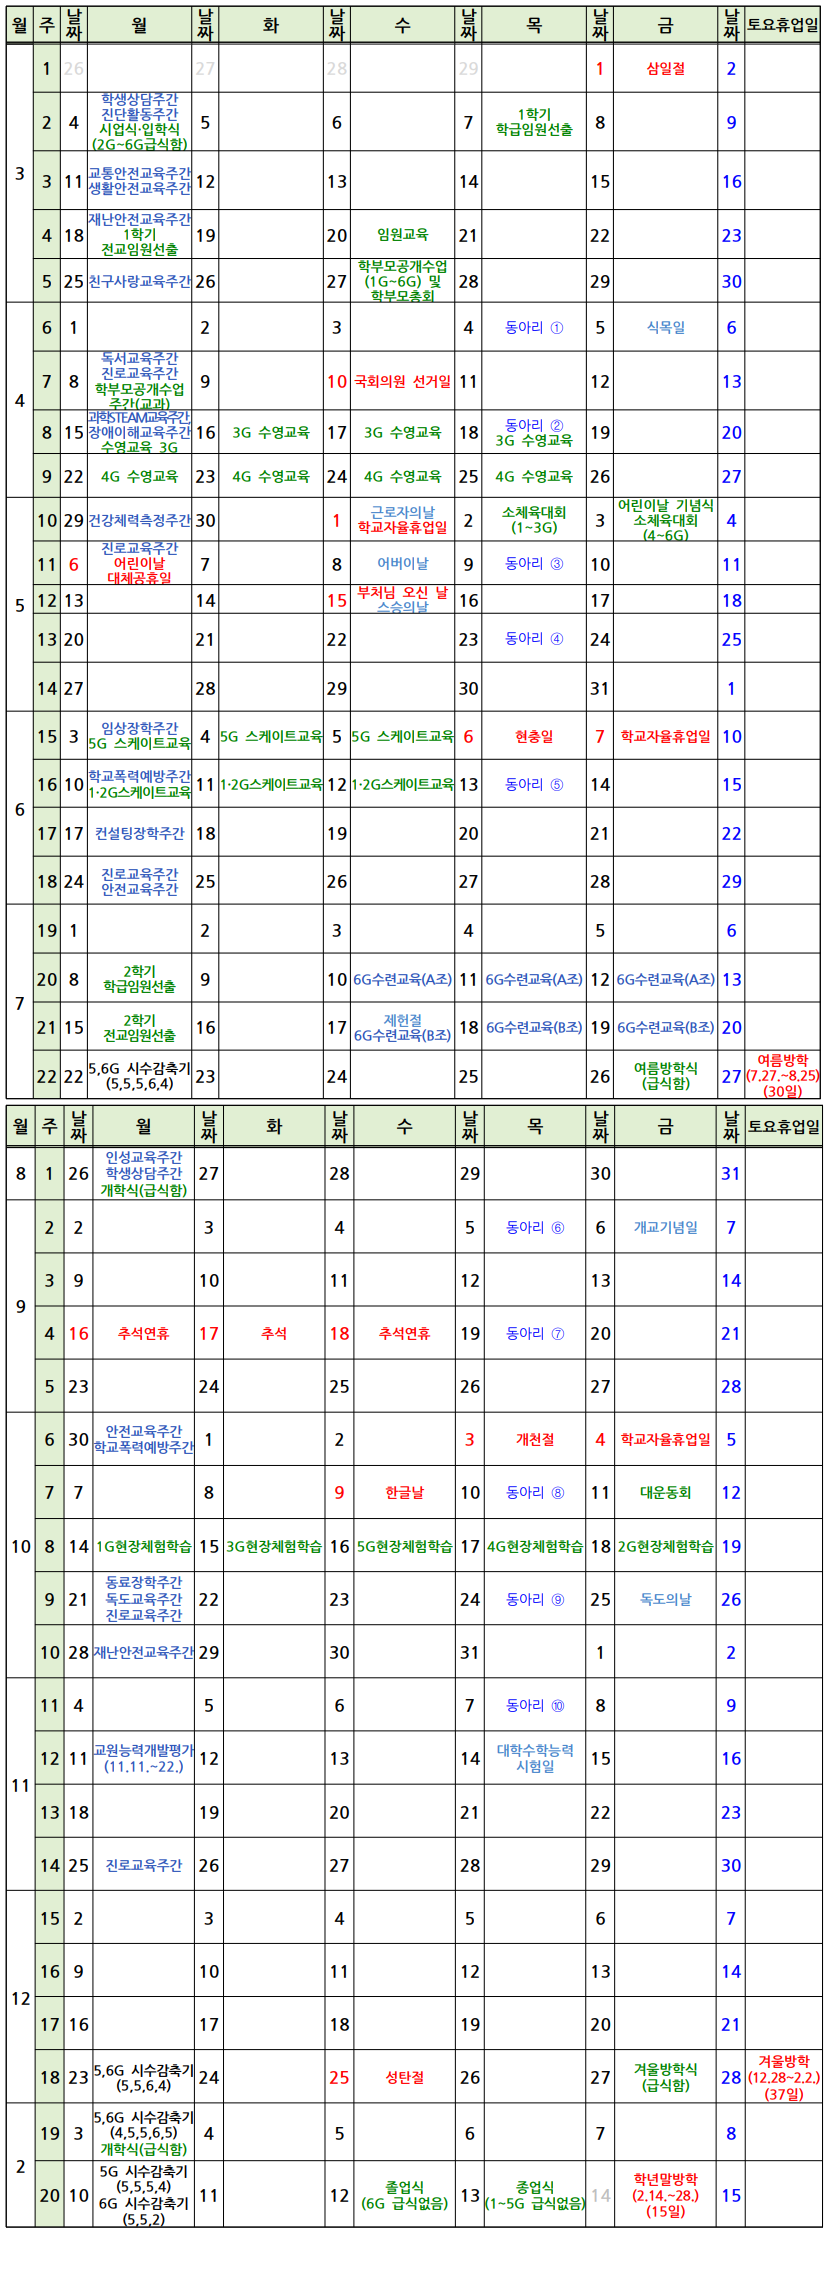 월 주 날짜 월 날짜 화 날짜 수 날짜 목 날짜 금 날짜 토요휴업일
3 1 26 27 28 29 1 삼일절 2
2 4 학생상담주간 진단활동주간 시업식·입학식 (2G~6G급식함) 5 6 7 1학기 학급임원선출 8 9
3 11 교통안전교육주간 생활안전교육주간 12 13 14 15 16
4 18 재난안전교육주간 1학기 전교임원선출 19 20 임원교육 21 22 23
5 25 친구사랑교육주간 26 27 학부모공개수업 (1G~6G) 및 학부모총회 28 29 30
4 6 1 2 3 4 동아리 ① 5 식목일 6
7 8 독서교육주간 진로교육주간 학부모공개수업 주간(교과) 9 10 국회의원 선거일 11 12 13
8 15 과학STEAM교육주간, 장애이해교육주간 수영교육 3G 16 3G 수영교육 17 3G 수영교육 18 동아리 ② 3G 수영교육 19 20
9 22 4G 수영교육 23 4G 수영교육 24 4G 수영교육 25 4G 수영교육 26 27
5 10 29 건강체력측정주간 30 1 근로자의날 학교자율휴업일 2 소체육대회 (1~3G) 3 어린이날 기념식 소체육대회 (4~6G) 4
11 6 진로교육주간 어린이날 대체공휴일 7 8 어버이날 9 동아리 ③ 10 11
12 13 14 15 부처님 오신 날 스승의날 16 17 18
13 20 21 22 23 동아리 ④ 24 25
14 27 28 29 30 31 1
6 15 3 임상장학주간 5G 스케이트교육 4 5G 스케이트교육 5 5G 스케이트교육 6 현충일 7 학교자율휴업일 10
16 10 학교폭력예방주간 1·2G스케이트교육 11 1·2G스케이트교육 12 1·2G스케이트교육 13 동아리 ⑤ 14 15
17 17 컨설팅장학주간 18 19 20 21 22
18 24 진로교육주간 안전교육주간 25 26 27 28 29
7 19 1 2 3 4 5 6
20 8 2학기 학급임원선출 9 10 6G수련교육(A조) 11 6G수련교육(A조) 12 6G수련교육(A조) 13
21 15 2학기 전교임원선출 16 17 제헌절 6G수련교육(B조) 18 6G수련교육(B조) 19 6G수련교육(B조) 20
22 22 5,6G 시수감축기 (5,5,5,6,4) 23 24 25 26 여름방학식 (급식함) 27 여름방학 (7.27.~8.25) (30일)
월 주 날짜 월 날짜 화 날짜 수 날짜 목 날짜 금 날짜 토요휴업일
8 1 26 인성교육주간 학생상담주간 개학식(급식함) 27 28 29 30 31
9 2 2 3 4 5 동아리 ⑥ 6 개교기념일 7
3 9 10 11 12 13 14
4 16 추석연휴 17 추석 18 추석연휴 19 동아리 ⑦ 20 21
5 23 24 25 26 27 28
10 6 30 안전교육주간 학교폭력예방주간 1 2 3 개천절 4 학교자율휴업일 5
7 7 8 9 한글날 10 동아리 ⑧ 11 대운동회 12
8 14 1G현장체험학습 15 3G현장체험학습 16 5G현장체험학습 17 4G현장체험학습 18 2G현장체험학습 19
9 21 동료장학주간 독도교육주간 진로교육주간 22 23 24 동아리 ⑨ 25 독도의날 26
10 28 재난안전교육주간 29 30 31 1 2
11 11 4 5 6 7 동아리 ⑩ 8 9
12 11 교원능력개발평가 (11.11.~22.) 12 13 14 대학수학능력 시험일 15 16
13 18 19 20 21 22 23
14 25 진로교육주간 26 27 28 29 30
12 15 2 3 4 5 6 7
16 9 10 11 12 13 14
17 16 17 18 19 20 21
18 23 5,6G 시수감축기 (5,5,6,4) 24 25 성탄절 26 27 겨울방학식 (급식함) 28 겨울방학 (12.28~2.2.) (37일)
2 19 3 5,6G 시수감축기 (4,5,5,6,5) 개학식(급식함) 4 5 6 7 8
20 10 5G 시수감축기 (5,5,5,4) 6G 시수감축기 (5,5,2) 11 12 졸업식 (6G 급식없음) 13 종업식 (1~5G 급식없음) 14 학년말방학 (2.14.~28.) (15일) 15